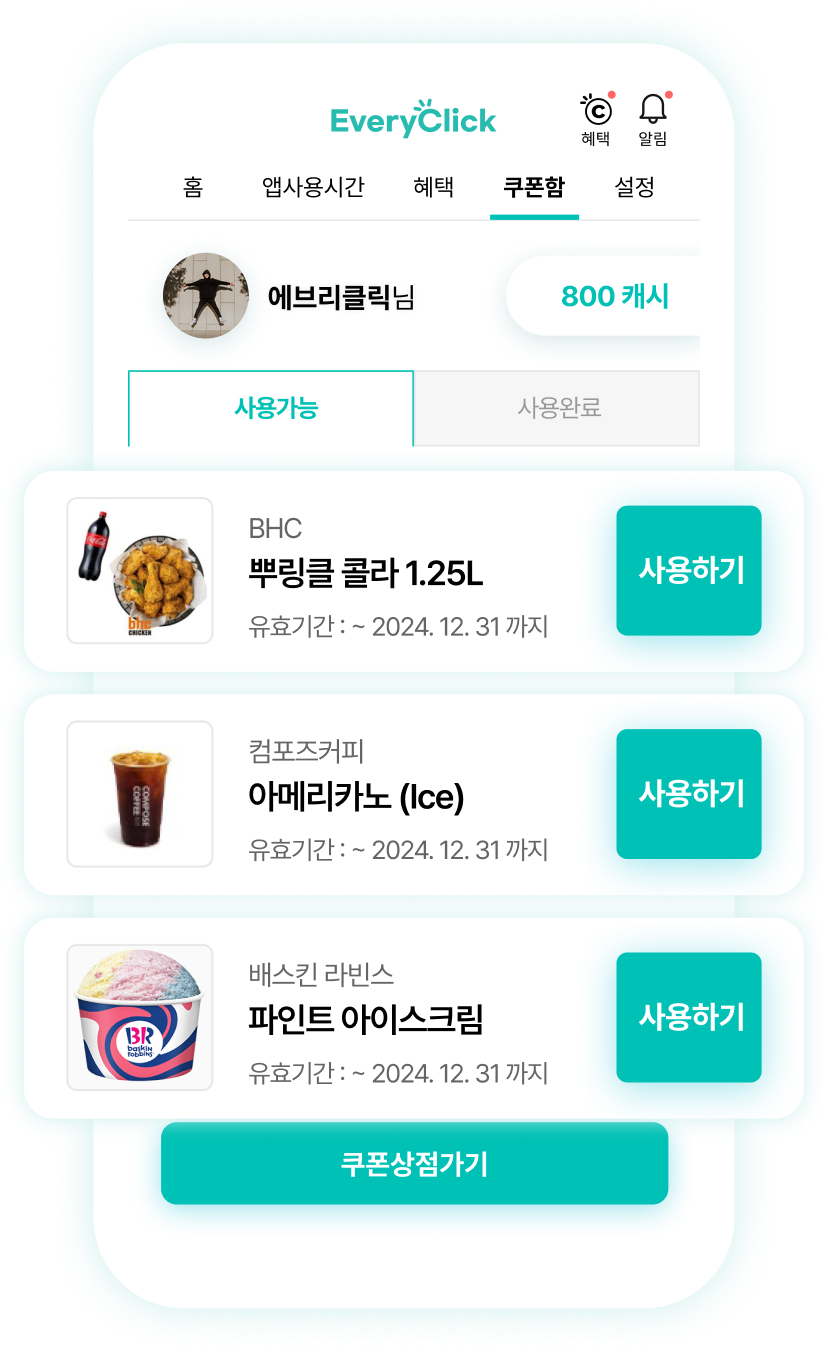 EveryClick
혜택
알림
홈 앱사용시간 혜택 쿠폰함 설정
에브리클릭님
800 캐시
사용가능
사용완료
BHC
뿌링클 콜라 1.25L
유효기간 : ~ 2024. 12. 31 까지
사용하기
Coca-Cola
bhc
CHICKEN
컴포즈커피
아메리카노 (Ice)
유효기간 : ~ 2024. 12. 31 까지
사용하기
COMPOSE
COFFEE
배스킨 라빈스
파인트 아이스크림
유효기간 : ~ 2024. 12. 31 까지
사용하기
BR
baskin
robbins
쿠폰상점가기